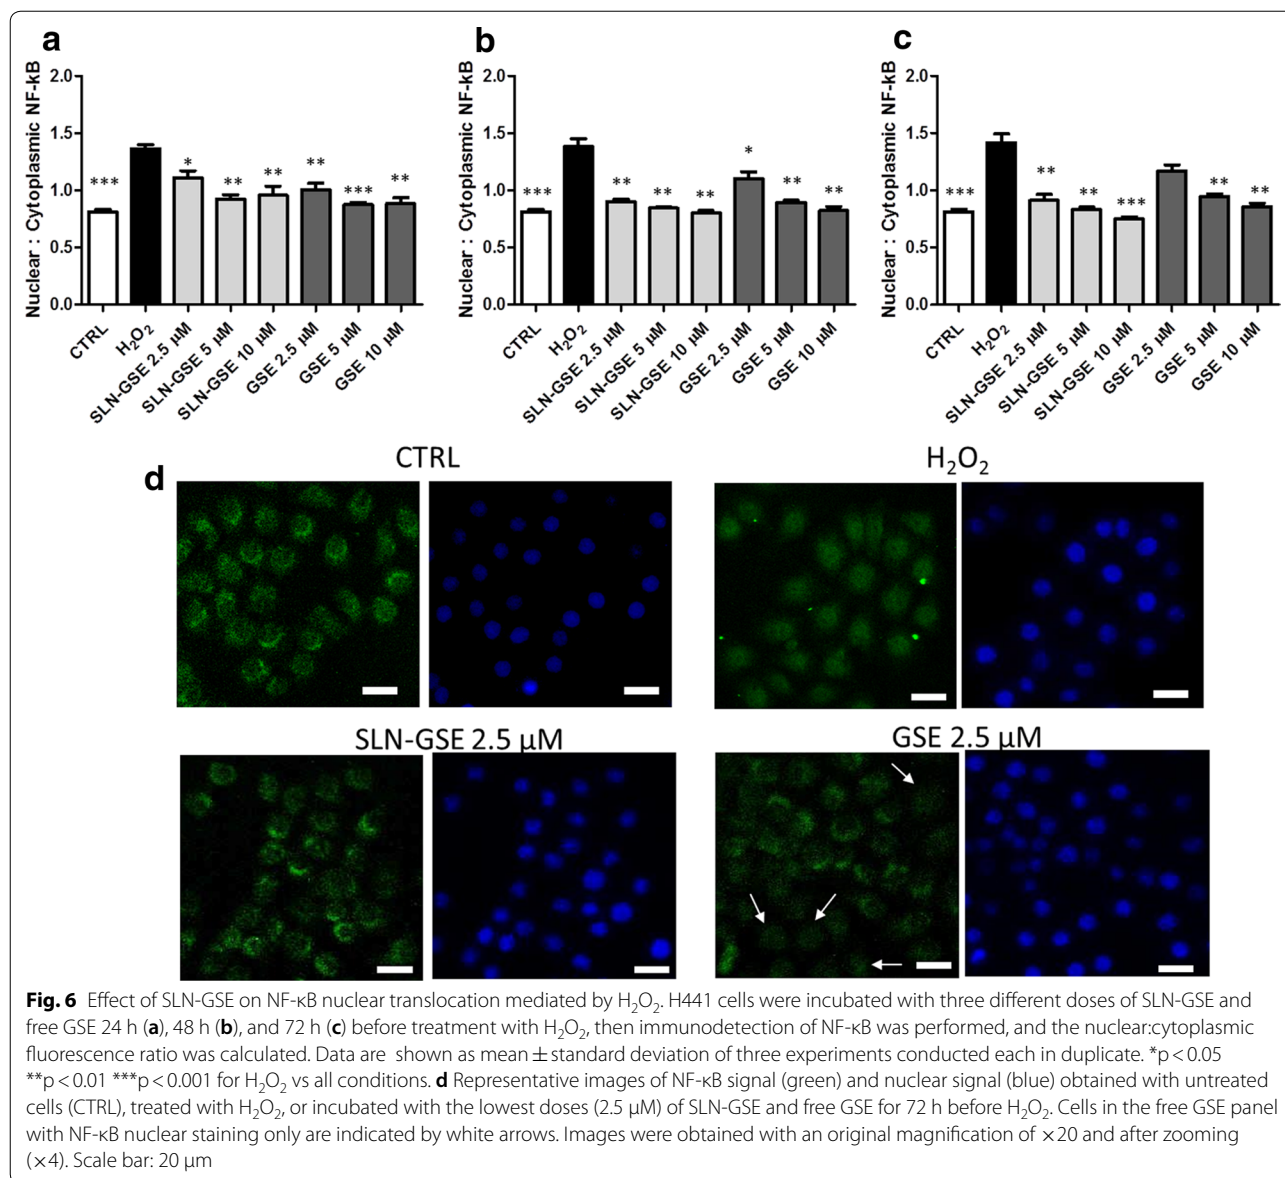 a
Nuclear : Cytoplasmic NF-kB
2.0
1.5
1.0
0.5
0.0
***
*
**
**
**
***
**
CTRL
H₂O₂
SLN-GSE 2.5 µM
SLN-GSE 5 µM
SLN-GSE 10 µM
GSE 2.5 µM
GSE 5 µM
GSE 10 µM
b
Nuclear : Cytoplasmic NF-kB
2.0
1.5
1.0
0.5
0.0
***
**
**
**
*
**
**
CTRL
H₂O₂
SLN-GSE 2.5 µM
SLN-GSE 5 µM
SLN-GSE 10 µM
GSE 2.5 µM
GSE 5 µM
GSE 10 µM
c
Nuclear : Cytoplasmic NF-kB
2.0
1.5
1.0
0.5
0.0
***
**
**
***
**
**
CTRL
H₂O₂
SLN-GSE 2.5 µM
SLN-GSE 5 µM
SLN-GSE 10 µM
GSE 2.5 µM
GSE 5 µM
GSE 10 µM
d
CTRL
H₂O₂
SLN-GSE 2.5 µM
GSE 2.5 µM
Fig. 6 Effect of SLN-GSE on NF-κB nuclear translocation mediated by H₂O₂. H441 cells were incubated with three different doses of SLN-GSE and
free GSE 24 h (a), 48 h (b), and 72 h (c) before treatment with H₂O₂, then immunodetection of NF-κB was performed, and the nuclear:cytoplasmic
fluorescence ratio was calculated. Data are shown as mean ± standard deviation of three experiments conducted each in duplicate. *p < 0.05
**p < 0.01 ***p < 0.001 for H₂O₂ vs all conditions. d Representative images of NF-κB signal (green) and nuclear signal (blue) obtained with untreated
cells (CTRL), treated with H₂O₂, or incubated with the lowest doses (2.5 μM) of SLN-GSE and free GSE for 72 h before H₂O₂. Cells in the free GSE panel
with NF-κB nuclear staining only are indicated by white arrows. Images were obtained with an original magnification of ×20 and after zooming
(×4). Scale bar: 20 μm